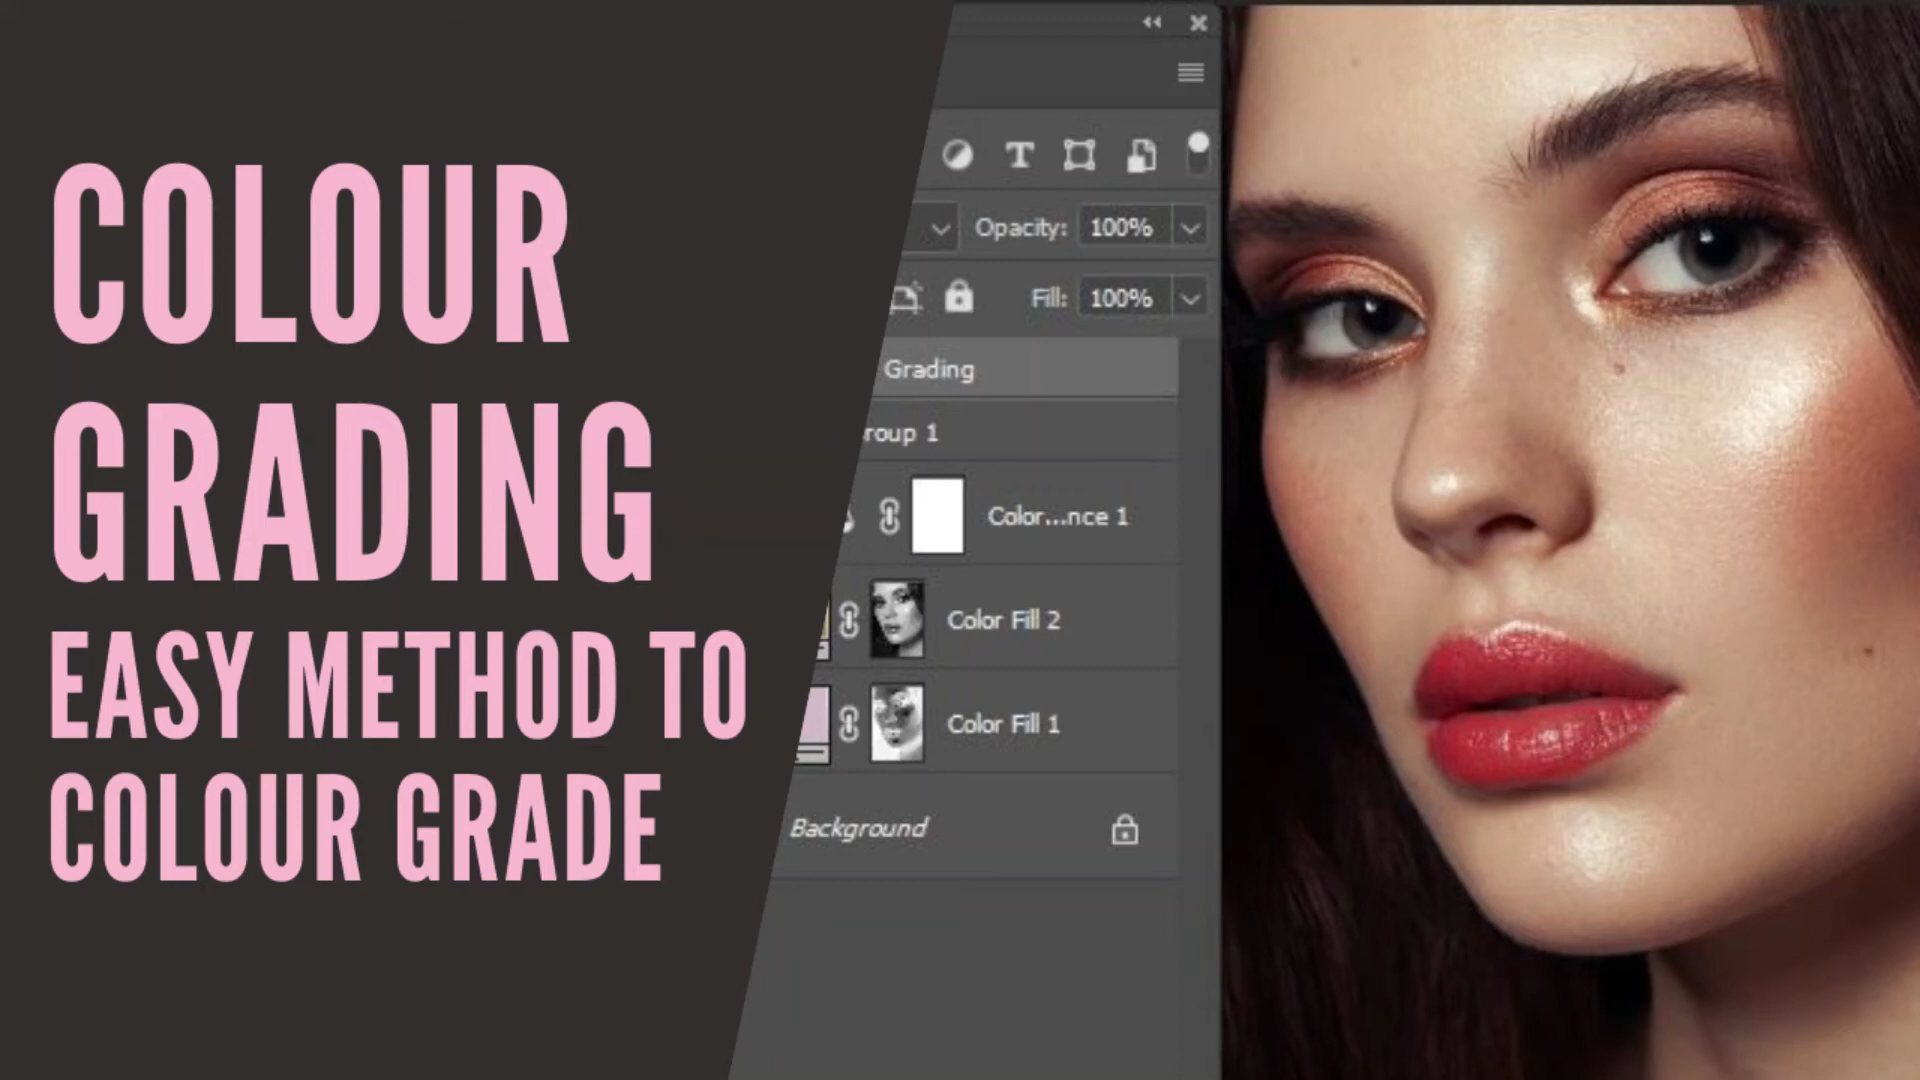 COLOUR
GRADING
EASY METHOD TO
COLOUR GRADE
Opacity: 100%
Fill: 100%
Grading
roup 1
Color...nce 1
Color Fill 2
Color Fill 1
Background